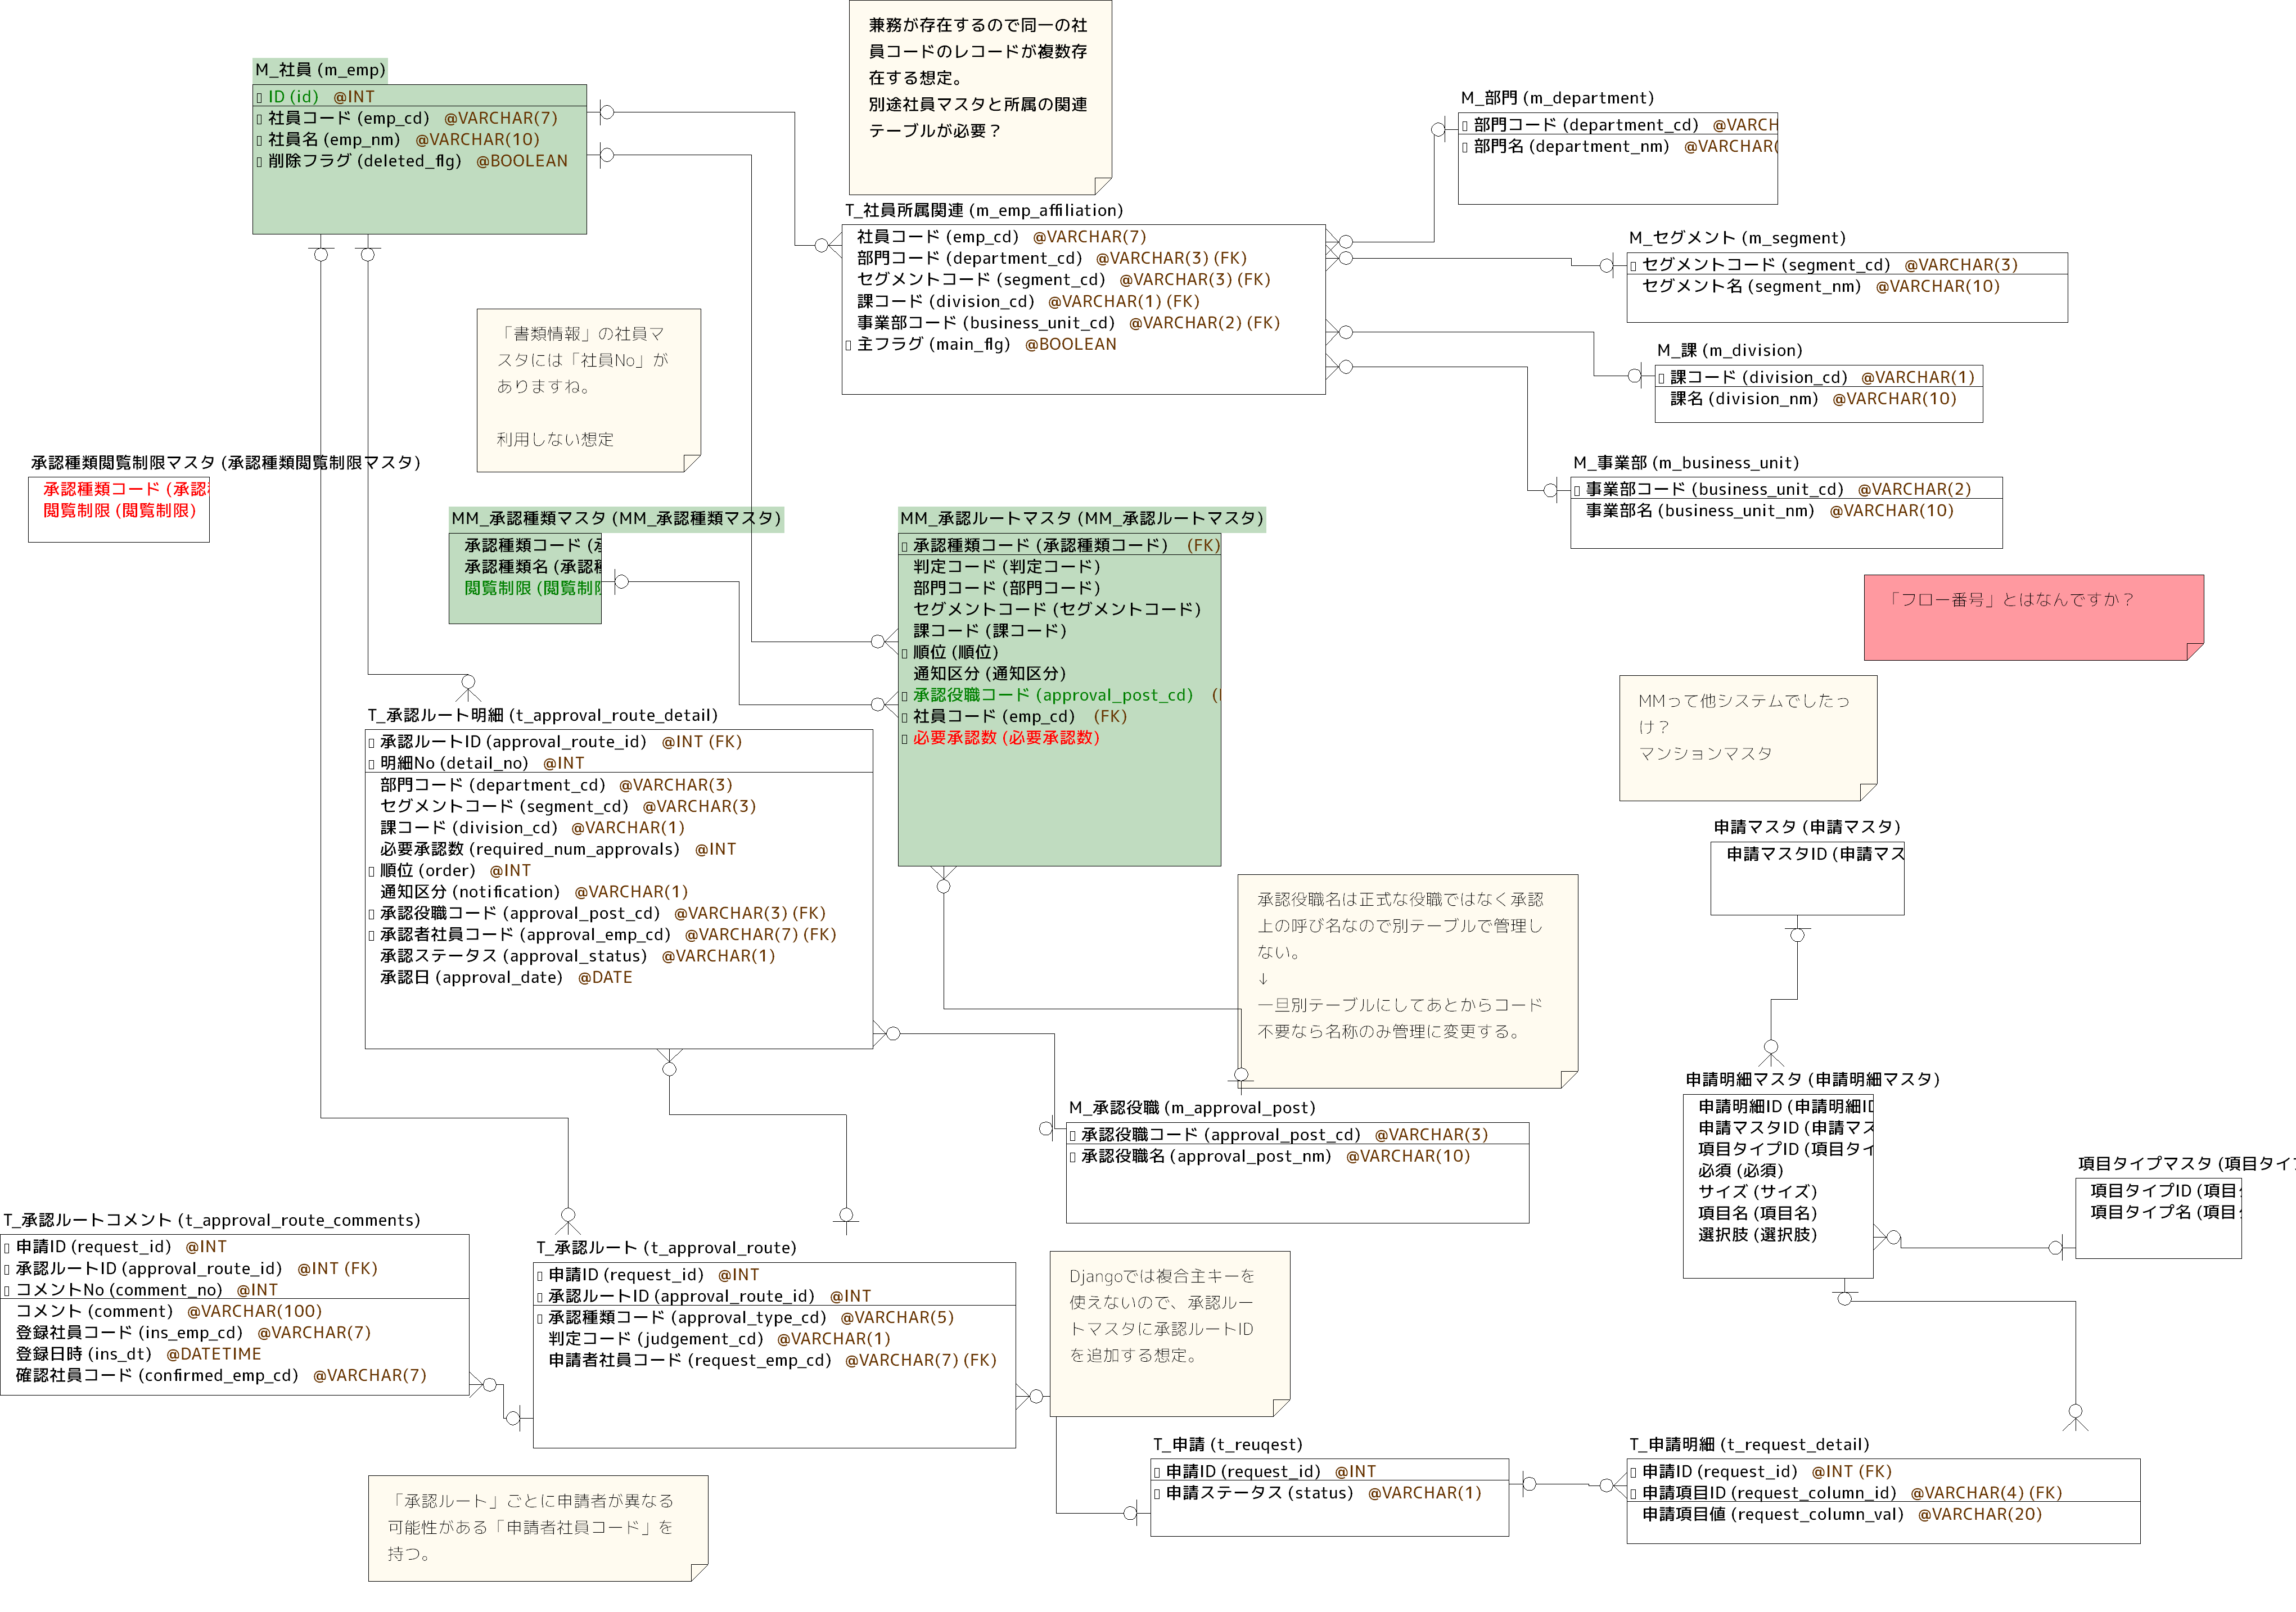 兼務が存在するので同一の社
員コードのレコードが複数存
在する想定。
別途社員マスタと所属の関連
テーブルが必要？
M_社員 (m_emp)
ID (id) @INT
社員コード (emp_cd) @VARCHAR(7)
社員名 (emp_nm) @VARCHAR(10)
削除フラグ (deleted_flg) @BOOLEAN
M_部門 (m_department)
部門コード (department_cd) @VARCH
部門名 (department_nm) @VARCHAR(
T_社員所属関連 (m_emp_affiliation)
社員コード (emp_cd) @VARCHAR(7)
部門コード (department_cd) @VARCHAR(3) (FK)
セグメントコード (segment_cd) @VARCHAR(3) (FK)
課コード (division_cd) @VARCHAR(1) (FK)
事業部コード (business_unit_cd) @VARCHAR(2) (FK)
主フラグ (main_flg) @BOOLEAN
M_セグメント (m_segment)
セグメントコード (segment_cd) @VARCHAR(3)
セグメント名 (segment_nm) @VARCHAR(10)
「書類情報」の社員マ
スタには「社員No」が
ありますね。
利用しない想定
M_課 (m_division)
課コード (division_cd) @VARCHAR(1)
課名 (division_nm) @VARCHAR(10)
承認種類閲覧制限マスタ (承認種類閲覧制限マスタ)
承認種類コード (承認
閲覧制限 (閲覧制限)
M_事業部 (m_business_unit)
事業部コード (business_unit_cd) @VARCHAR(2)
事業部名 (business_unit_nm) @VARCHAR(10)
MM_承認種類マスタ (MM_承認種類マスタ)
承認種類コード (
承認種類名 (承認
閲覧制限 (閲覧制
MM_承認ルートマスタ (MM_承認ルートマスタ)
承認種類コード (承認種類コード) (FK)
判定コード (判定コード)
部門コード (部門コード)
セグメントコード (セグメントコード)
課コード (課コード)
順位 (順位)
通知区分 (通知区分)
承認役職コード (approval_post_cd) (
社員コード (emp_cd) (FK)
必要承認数 (必要承認数)
「フロー番号」とはなんですか？
MMって他システムでしたっ
け？
マンションマスタ
T_承認ルート明細 (t_approval_route_detail)
承認ルートID (approval_route_id) @INT (FK)
明細No (detail_no) @INT
部門コード (department_cd) @VARCHAR(3)
セグメントコード (segment_cd) @VARCHAR(3)
課コード (division_cd) @VARCHAR(1)
必要承認数 (required_num_approvals) @INT
順位 (order) @INT
通知区分 (notification) @VARCHAR(1)
承認役職コード (approval_post_cd) @VARCHAR(3) (FK)
承認者社員コード (approval_emp_cd) @VARCHAR(7) (FK)
承認ステータス (approval_status) @VARCHAR(1)
承認日 (approval_date) @DATE
申請マスタ (申請マスタ)
申請マスタID (申請マス
承認役職名は正式な役職ではなく承認
上の呼び名なので別テーブルで管理し
ない。
↓
一旦別テーブルにしてあとからコード
不要なら名称のみ管理に変更する。
M_承認役職 (m_approval_post)
承認役職コード (approval_post_cd) @VARCHAR(3)
承認役職名 (approval_post_nm) @VARCHAR(10)
申請明細マスタ (申請明細マスタ)
申請明細ID (申請明細ID
申請マスタID (申請マス
項目タイプID (項目タイ
必須 (必須)
サイズ (サイズ)
項目名 (項目名)
選択肢 (選択肢)
項目タイプマスタ (項目タイプ
項目タイプID (項目
項目タイプ名 (項目
T_承認ルートコメント (t_approval_route_comments)
申請ID (request_id) @INT
承認ルートID (approval_route_id) @INT (FK)
コメントNo (comment_no) @INT
コメント (comment) @VARCHAR(100)
登録社員コード (ins_emp_cd) @VARCHAR(7)
登録日時 (ins_dt) @DATETIME
確認社員コード (confirmed_emp_cd) @VARCHAR(7)
T_承認ルート (t_approval_route)
申請ID (request_id) @INT
承認ルートID (approval_route_id) @INT
承認種類コード (approval_type_cd) @VARCHAR(5)
判定コード (judgement_cd) @VARCHAR(1)
申請者社員コード (request_emp_cd) @VARCHAR(7) (FK)
Djangoでは複合主キーを
使えないので、承認ルー
トマスタに承認ルートID
を追加する想定。
T_申請 (t_reuqest)
申請ID (request_id) @INT
申請ステータス (status) @VARCHAR(1)
T_申請明細 (t_request_detail)
申請ID (request_id) @INT (FK)
申請項目ID (request_column_id) @VARCHAR(4) (FK)
申請項目値 (request_column_val) @VARCHAR(20)
「承認ルート」ごとに申請者が異なる
可能性がある「申請者社員コード」を
持つ。